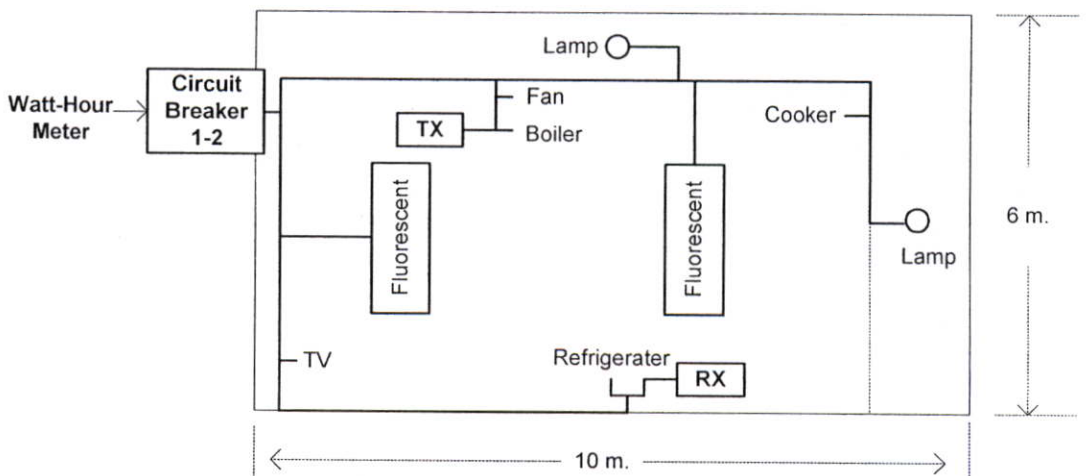 Lamp
Circuit
Breaker
1-2
Watt-Hour
Meter
Fan
TX
Boiler
Cooker
Fluorescent
Fluorescent
6 m.
Lamp
TV
Refrigerater
RX
10 m.